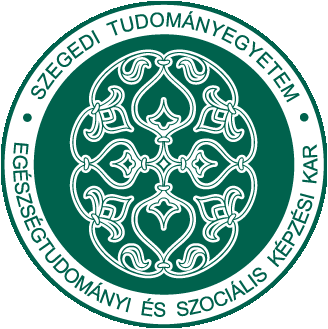 SZEGEDI TUDOMÁNYEGYETEM
EGÉSZSÉGTUDOMÁNYI ÉS SZOCIÁLIS KÉPZÉSI KAR